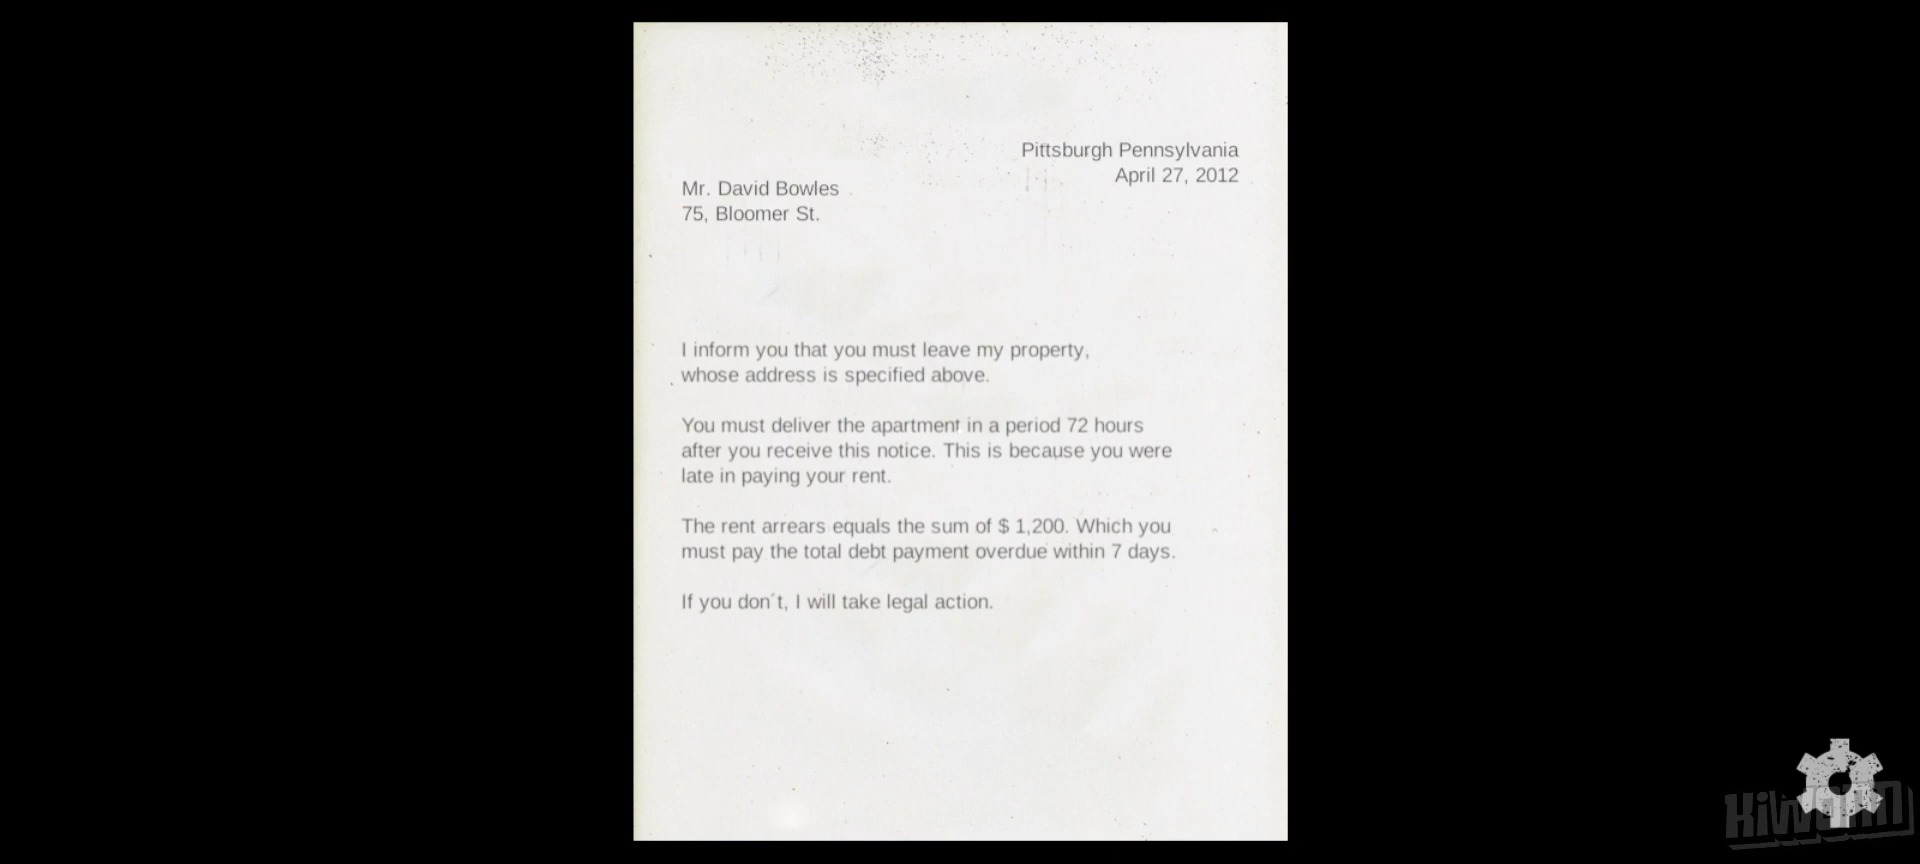 Pittsburgh Pennsylvania
April 27, 2012
Mr. David Bowles
75, Bloomer St.
I inform you that you must leave my property,
whose address is specified above.
You must deliver the apartment in a period 72 hours
after you receive this notice. This is because you were
late in paying your rent.
The rent arrears equals the sum of $ 1,200. Which you
must pay the total debt payment overdue within 7 days.
If you don´t, I will take legal action.